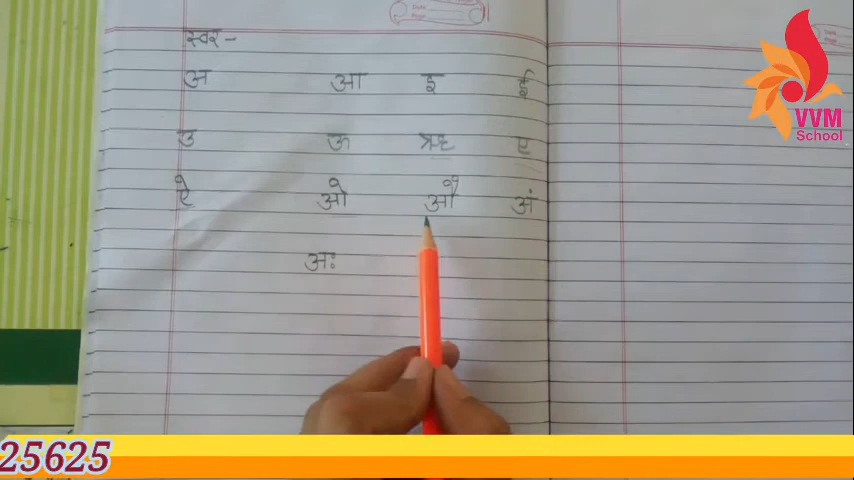 स्वर -
अ आ इ ई
उ ऊ ऋ ए
ऐ ओ औ अं
अः
VVM
School
25625